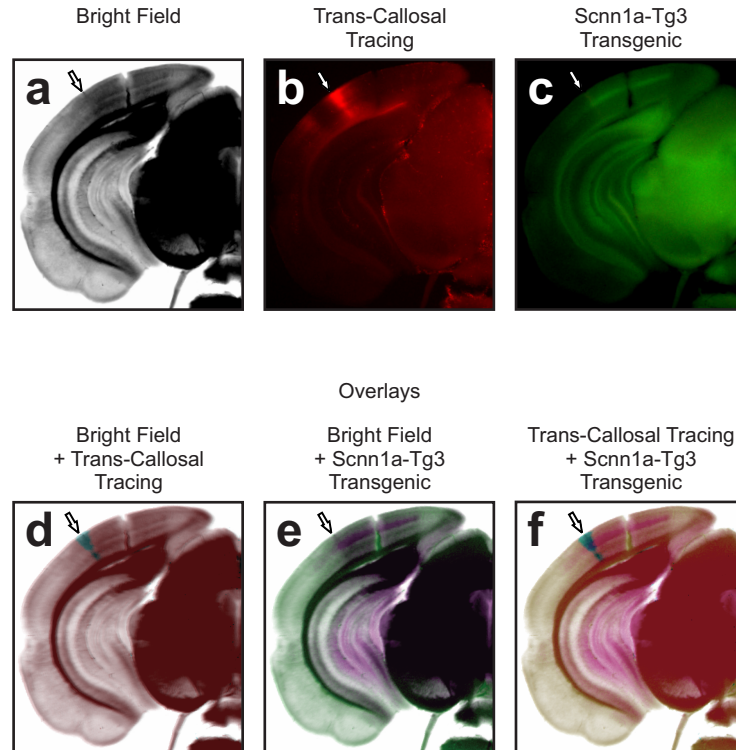 Bright Field
Trans-Callosal
Tracing
Scnn1a-Tg3
Transgenic
a
b
c
Overlays
Bright Field
+ Trans-Callosal
Tracing
Bright Field
+ Scnn1a-Tg3
Transgenic
Trans-Callosal Tracing
+ Scnn1a-Tg3
Transgenic
d
e
f